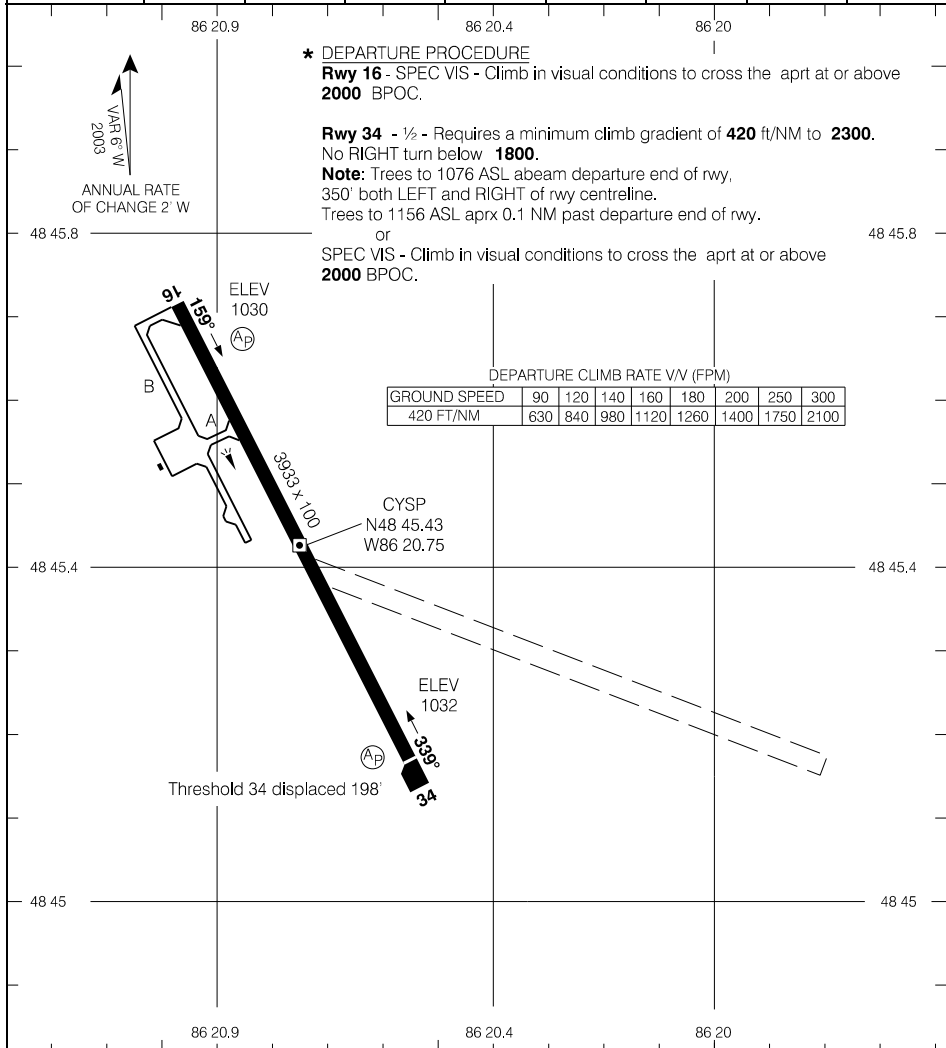 86 20.9 86 20.4 86 20
* DEPARTURE PROCEDURE
Rwy 16 - SPEC VIS - Climb in visual conditions to cross the aprt at or above
2000 BPOC.
Rwy 34 - ½ - Requires a minimum climb gradient of 420 ft/NM to 2300.
No RIGHT turn below 1800.
Note: Trees to 1076 ASL abeam departure end of rwy,
350' both LEFT and RIGHT of rwy centreline.
Trees to 1156 ASL aprx 0.1 NM past departure end of rwy.
or
SPEC VIS - Climb in visual conditions to cross the aprt at or above
2000 BPOC.
VAR 6° W
2003
ANNUAL RATE
OF CHANGE 2' W
48 45.8 48 45.8
16
159°
ELEV
1030
AP
B
A
DEPARTURE CLIMB RATE V/V (FPM)
GROUND SPEED 90 120 140 160 180 200 250 300
420 FT/NM 630 840 980 1120 1260 1400 1750 2100
3933 x 100
CYSP
N48 45.43
W86 20.75
48 45.4 48 45.4
ELEV
1032
AP
339°
Threshold 34 displaced 198'
34
48 45 48 45
86 20.9 86 20.4 86 20